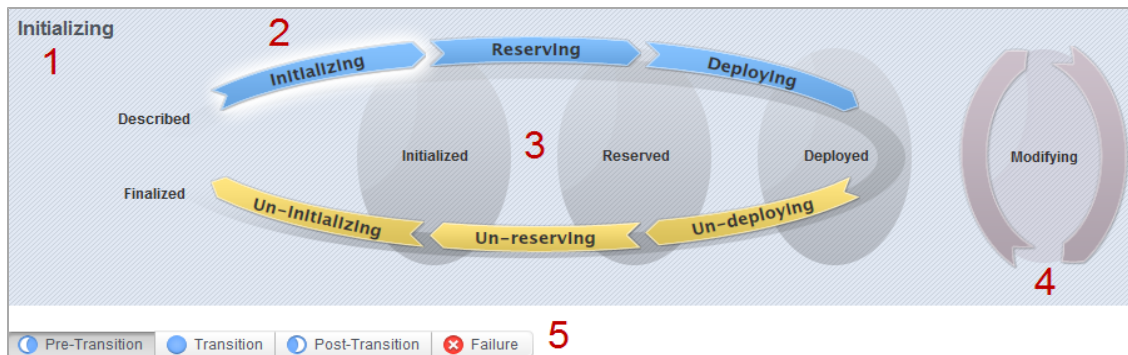 Initializing
1
2
Initializing
Reserving
Deploying
Described
Initialized
3
Reserved
Deployed
Modifying
Finalized
Un-initializing
Un-reserving
Un-deploying
4
Pre-Transition
Transition
Post-Transition
Failure
5